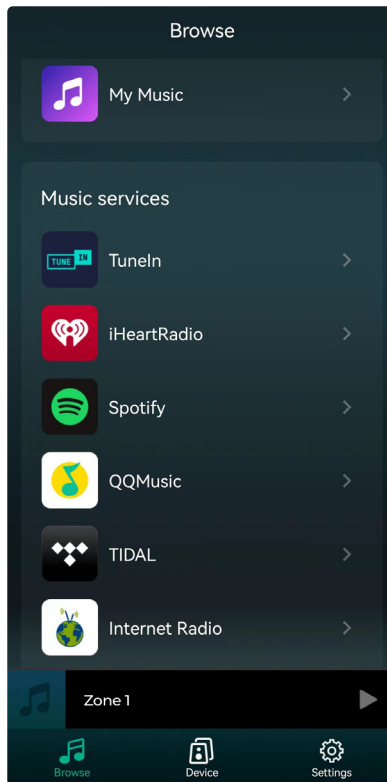 Browse
My Music
Music services
TUNE IN
TuneIn
iHeartRadio
Spotify
QQMusic
TIDAL
Internet Radio
Zone 1
Browse
Device
Settings